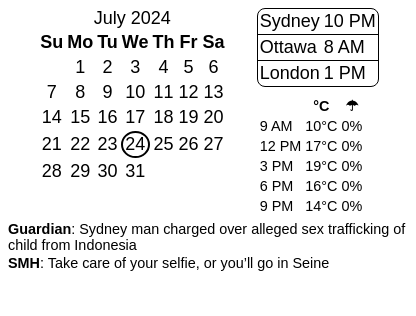 July 2024
Su Mo Tu We Th Fr Sa
1 2 3 4 5 6
7 8 9 10 11 12 13
14 15 16 17 18 19 20
21 22 23 24 25 26 27
28 29 30 31
Sydney 10 PM
Ottawa 8 AM
London 1 PM
°C ☂
9 AM 10°C 0%
12 PM 17°C 0%
3 PM 19°C 0%
6 PM 16°C 0%
9 PM 14°C 0%
Guardian: Sydney man charged over alleged sex trafficking of
child from Indonesia
SMH: Take care of your selfie, or you’ll go in Seine